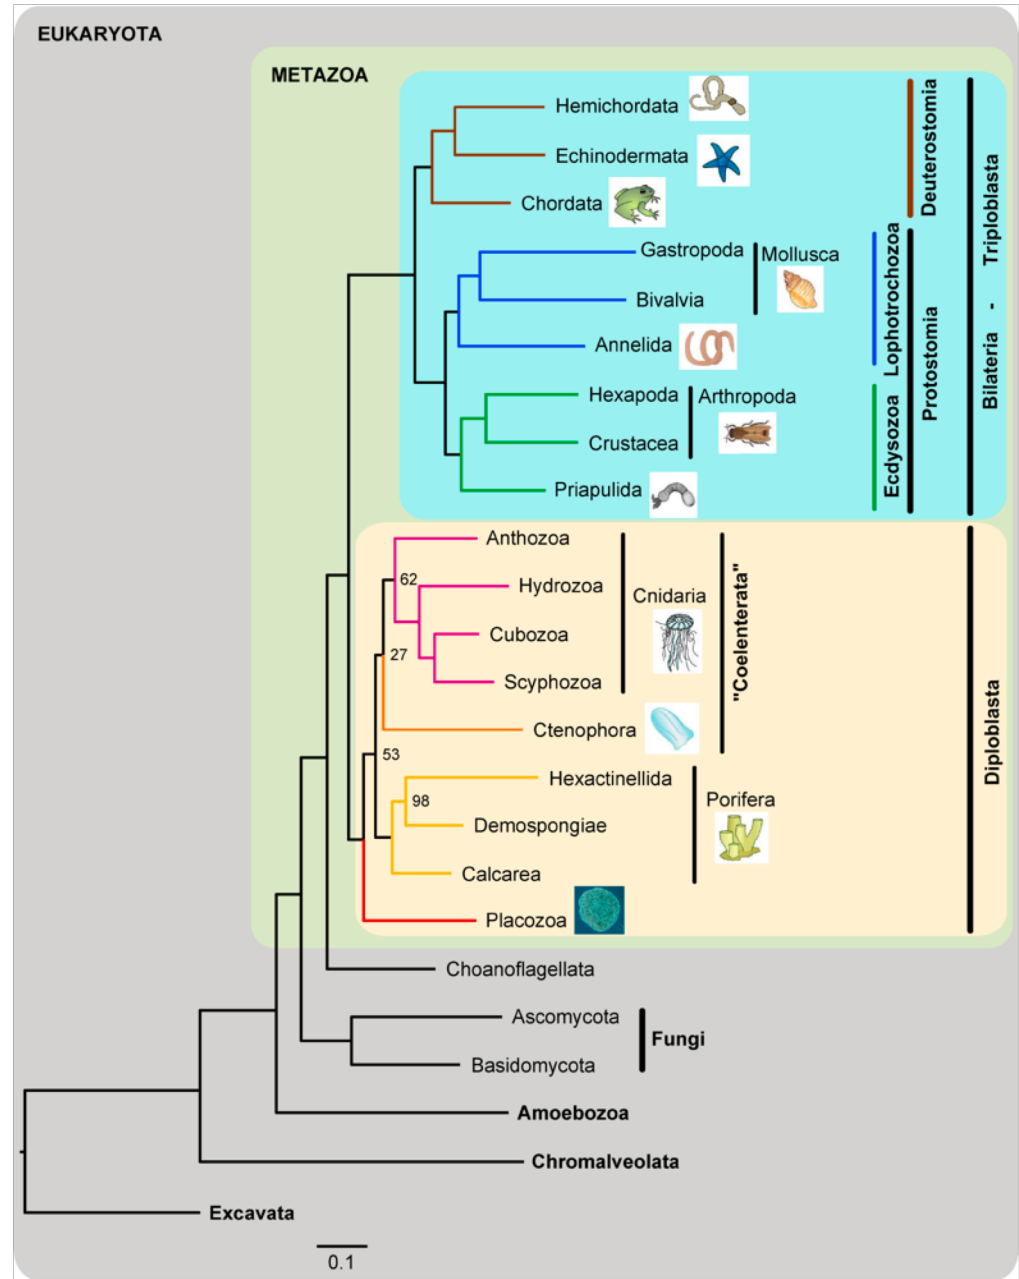 EUKARYOTA
METAZOA
Hemichordata
Echinodermata
Chordata
Deuterostomia
Gastropoda
Mollusca
Bivalvia
Annelida
Lophotrochozoa
Hexapoda
Arthropoda
Crustacea
Priapulida
Ecdysozoa
Protostomia
Bilateria - Triploblasta
Anthozoa
62
Hydrozoa
Cnidaria
Cubozoa
27
Scyphozoa
Ctenophora
"Coelenterata"
53
Hexactinellida
98
Porifera
Demospongiae
Calcarea
Placozoa
Diploblasta
Choanoflagellata
Ascomycota
Fungi
Basidomycota
Amoebozoa
Chromalveolata
Excavata
0.1